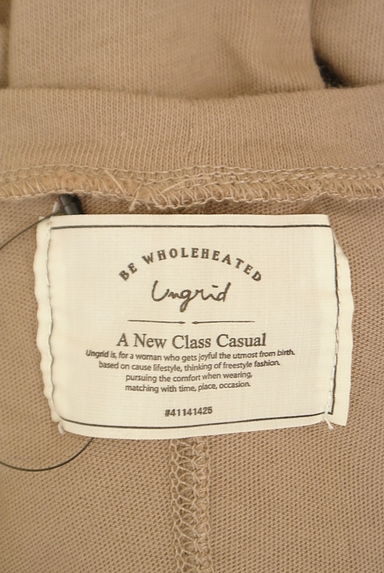 BE WHOLEHEATED
Ungrid
A New Class Casual
Ungrid is, for a woman who gets joyful the utmost from birth.
based on cause lifestyle, thinking of freestyle fashion.
pursuing the comfort when wearing,
matching with time, place, occasion.
#41141425